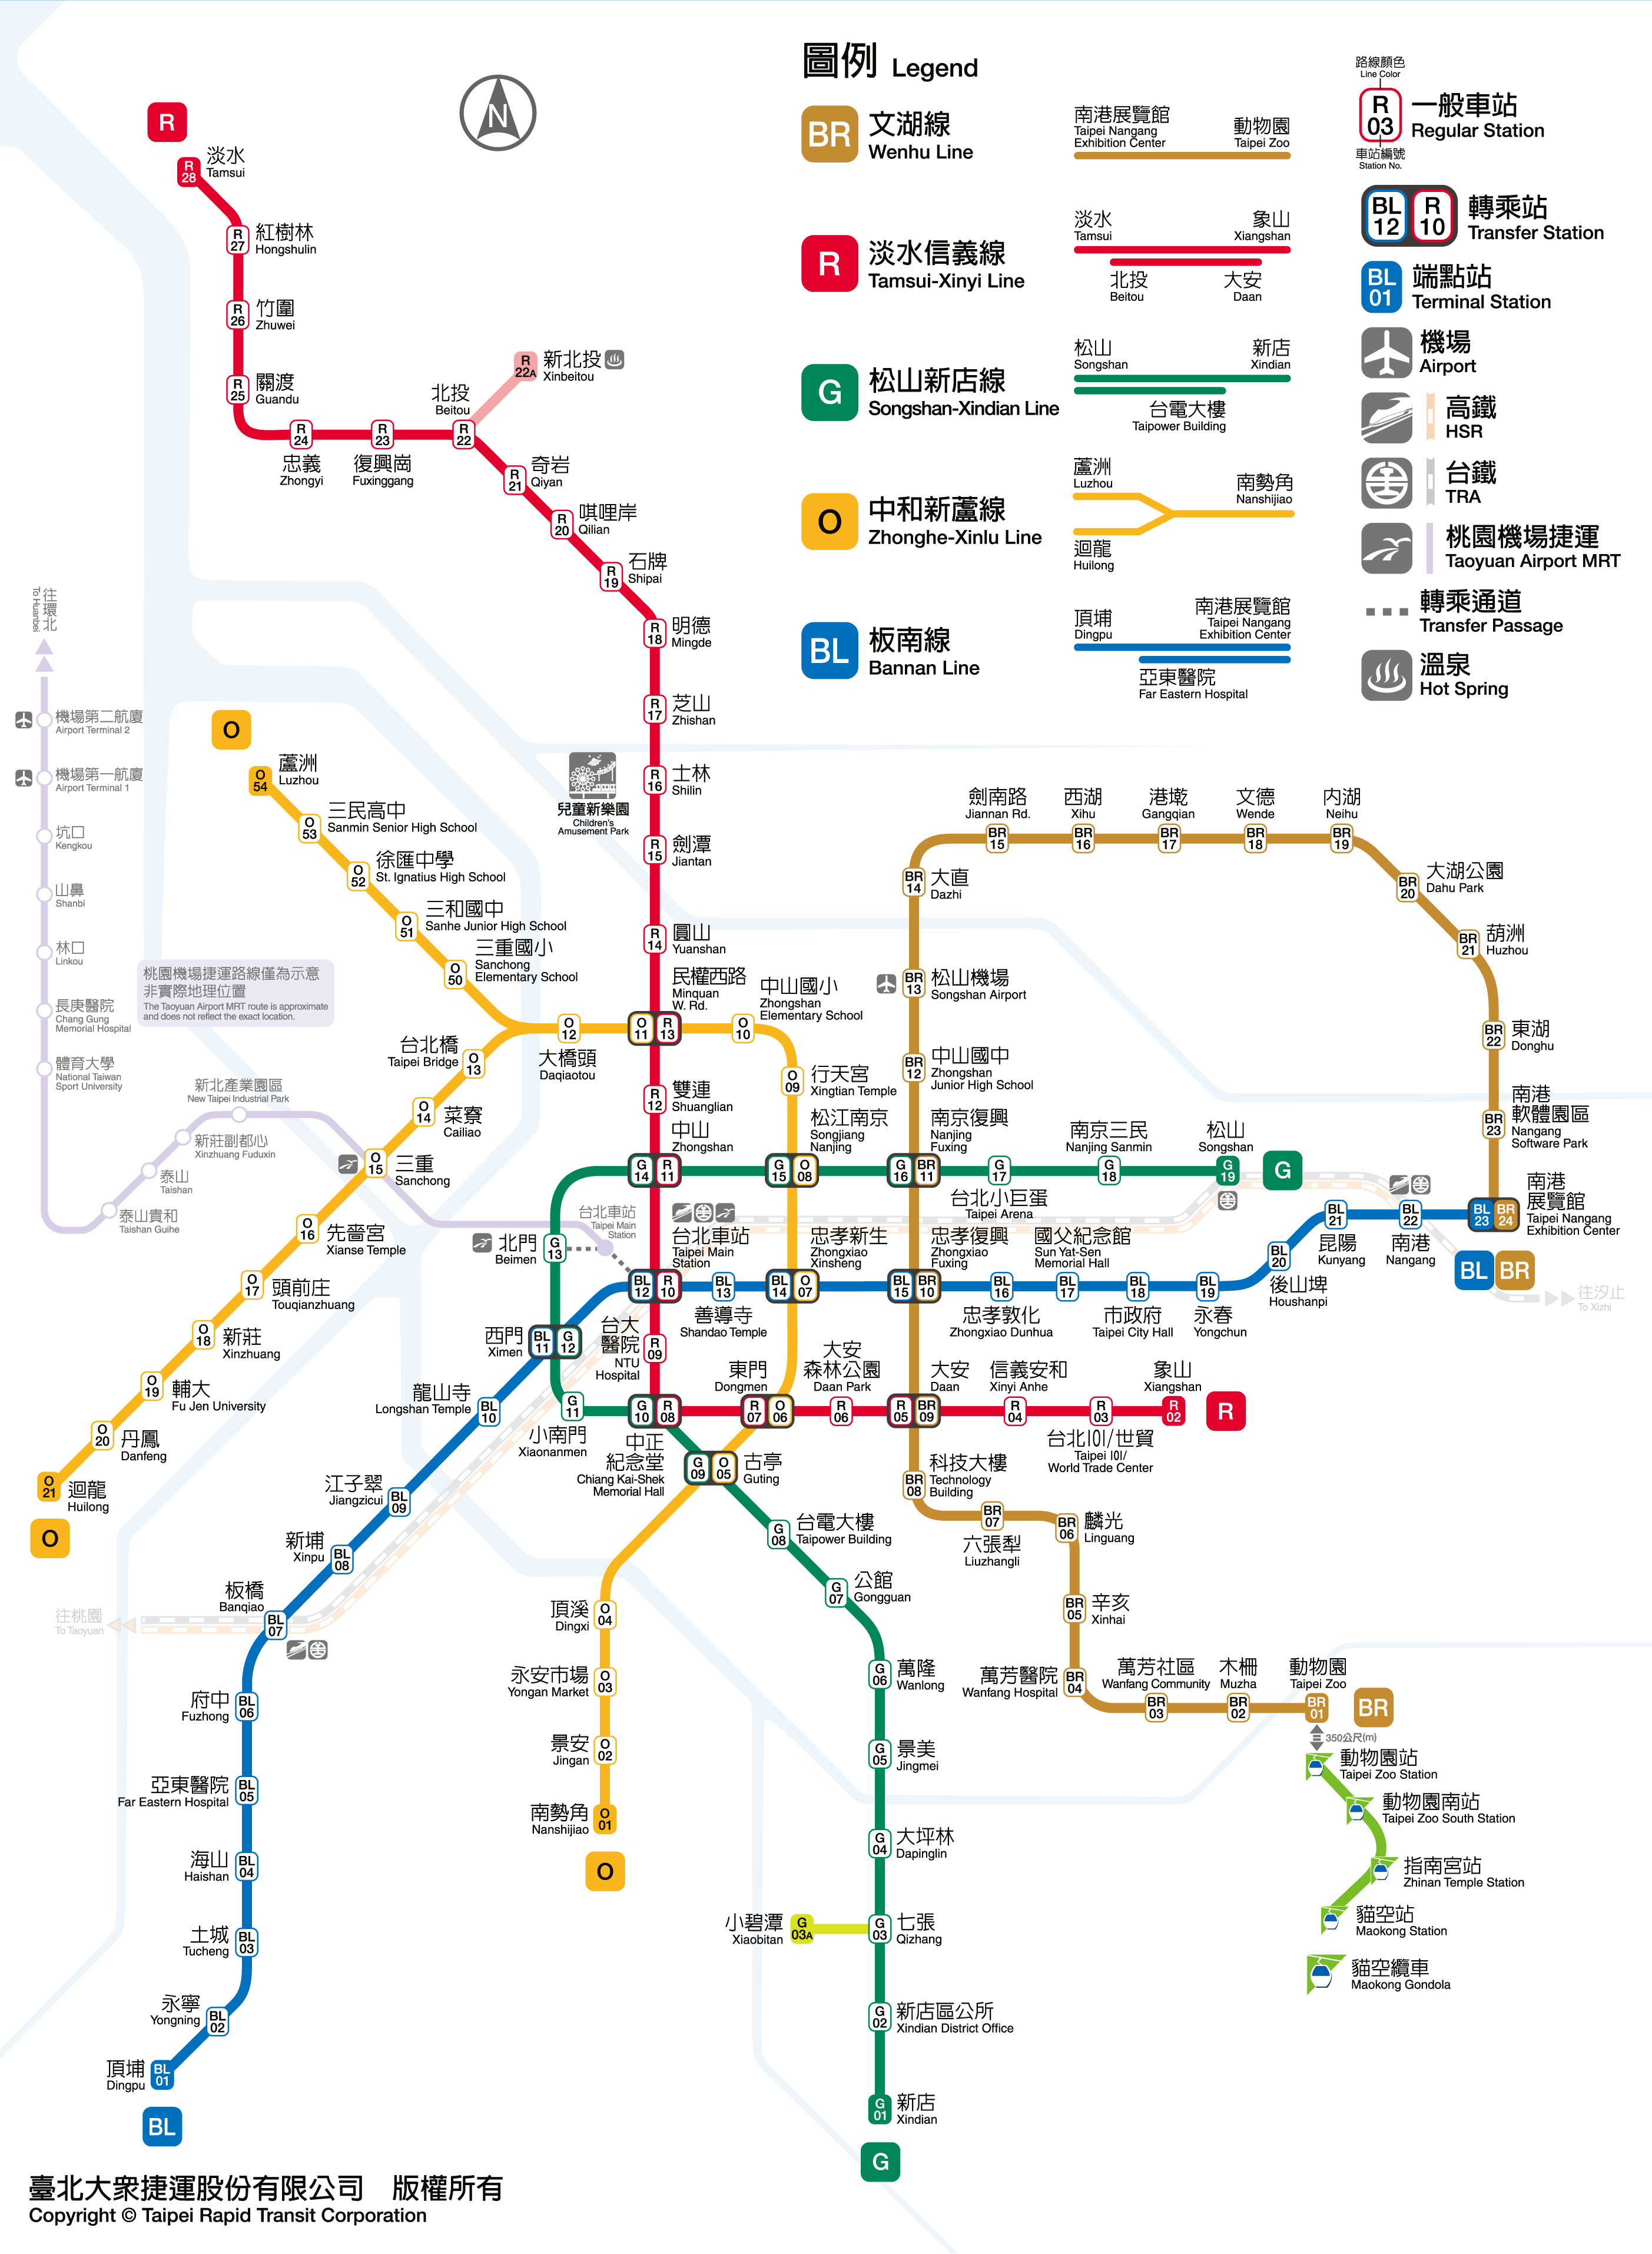 圖例 Legend
BR 文湖線
Wenhu Line
南港展覽館
Taipei Nangang
Exhibition Center
動物園
Taipei Zoo
R 淡水信義線
Tamsui-Xinyi Line
淡水
Tamsui
象山
Xiangshan
北投
Beitou
大安
Daan
G 松山新店線
Songshan-Xindian Line
松山
Songshan
新店
Xindian
台電大樓
Taipower Building
O 中和新蘆線
Zhonghe-Xinlu Line
蘆洲
Luzhou
南勢角
Nanshijiao
迴龍
Huilong
BL 板南線
Bannan Line
頂埔
Dingpu
南港展覽館
Taipei Nangang
Exhibition Center
亞東醫院
Far Eastern Hospital
路線顏色
Line Color
R
03
車站編號
Station No.
一般車站
Regular Station
BL R
12 10
轉乘站
Transfer Station
BL
01
端點站
Terminal Station
機場
Airport
高鐵
HSR
台鐵
TRA
桃園機場捷運
Taoyuan Airport MRT
轉乘通道
Transfer Passage
溫泉
Hot Spring
N
R
R 28 淡水
Tamsui
R 27 紅樹林
Hongshulin
R 26 竹圍
Zhuwei
R 25 關渡
Guandu
R 24 忠義
Zhongyi
R 23 復興崗
Fuxinggang
R 22 北投
Beitou
R 22A 新北投
Xinbeitou
R 21 奇岩
Qiyan
R 20 唭哩岸
Qilian
R 19 石牌
Shipai
R 18 明德
Mingde
R 17 芝山
Zhishan
R 16 士林
Shilin
兒童新樂園
Children's
Amusement Park
R 15 劍潭
Jiantan
R 14 圓山
Yuanshan
O 11 R 13 民權西路
Minquan
W. Rd.
R 12 雙連
Shuanglian
G 14 R 11 中山
Zhongshan
BL 12 R 10 台北車站
Taipei Main
Station
R 09 台大
醫院
NTU
Hospital
G 10 R 08 中正
紀念堂
Chiang Kai-Shek
Memorial Hall
R 07 O 06 東門
Dongmen
R 06 大安
森林公園
Daan Park
R 05 BR 09 大安
Daan
R 04 信義安和
Xinyi Anhe
R 03 台北101/世貿
Taipei 101/
World Trade Center
R 02 象山
Xiangshan
R
往環北
To Huanbei
機場第二航廈
Airport Terminal 2
機場第一航廈
Airport Terminal 1
坑口
Kengkou
山鼻
Shanbi
林口
Linkou
長庚醫院
Chang Gung
Memorial Hospital
體育大學
National Taiwan
Sport University
桃園機場捷運路線僅為示意
非實際地理位置
The Taoyuan Airport MRT route is approximate
and does not reflect the exact location.
泰山貴和
Taishan Guihe
泰山
Taishan
新莊副都心
Xinzhuang Fuduxin
新北產業園區
New Taipei Industrial Park
台北車站
Taipei Main
Station
O
O 54 蘆洲
Luzhou
O 53 三民高中
Sanmin Senior High School
O 52 徐匯中學
St. Ignatius High School
O 51 三和國中
Sanhe Junior High School
O 50 三重國小
Sanchong
Elementary School
O 12 大橋頭
Daqiaotou
O 13 台北橋
Taipei Bridge
O 14 菜寮
Cailiao
O 15 三重
Sanchong
O 16 先嗇宮
Xianse Temple
O 17 頭前庄
Touqianzhuang
O 18 新莊
Xinzhuang
O 19 輔大
Fu Jen University
O 20 丹鳳
Danfeng
O 21 迴龍
Huilong
O
O 10 中山國小
Zhongshan
Elementary School
O 09 行天宮
Xingtian Temple
G 15 O 08 松江南京
Songjiang
Nanjing
BL 14 O 07 忠孝新生
Zhongxiao
Xinsheng
G 09 O 05 古亭
Guting
O 04 頂溪
Dingxi
O 03 永安市場
Yongan Market
O 02 景安
Jingan
O 01 南勢角
Nanshijiao
O
BR 15 劍南路
Jiannan Rd.
BR 16 西湖
Xihu
BR 17 港墘
Gangqian
BR 18 文德
Wende
BR 19 內湖
Neihu
BR 20 大湖公園
Dahu Park
BR 21 葫洲
Huzhou
BR 22 東湖
Donghu
BR 23 南港
軟體園區
Nangang
Software Park
BL 23 BR 24 南港
展覽館
Taipei Nangang
Exhibition Center
BL BR
往汐止
To Xizhi
BR 14 大直
Dazhi
BR 13 松山機場
Songshan Airport
BR 12 中山國中
Zhongshan
Junior High School
G 16 BR 11 南京復興
Nanjing
Fuxing
G 17 台北小巨蛋
Taipei Arena
G 18 南京三民
Nanjing Sanmin
G 19 松山
Songshan
G
BL 15 BR 10 忠孝復興
Zhongxiao
Fuxing
BL 13 善導寺
Shandao Temple
BL 16 忠孝敦化
Zhongxiao Dunhua
BL 17 國父紀念館
Sun Yat-Sen
Memorial Hall
BL 18 市政府
Taipei City Hall
BL 19 永春
Yongchun
BL 20 後山埤
Houshanpi
BL 21 昆陽
Kunyang
BL 22 南港
Nangang
G 13 北門
Beimen
BL 11 G 12 西門
Ximen
G 11 小南門
Xiaonanmen
BL 10 龍山寺
Longshan Temple
BL 09 江子翠
Jiangzicui
BL 08 新埔
Xinpu
BL 07 板橋
Banqiao
往桃園
To Taoyuan
BL 06 府中
Fuzhong
BL 05 亞東醫院
Far Eastern Hospital
BL 04 海山
Haishan
BL 03 土城
Tucheng
BL 02 永寧
Yongning
BL 01 頂埔
Dingpu
BL
G 08 台電大樓
Taipower Building
G 07 公館
Gongguan
G 06 萬隆
Wanlong
G 05 景美
Jingmei
G 04 大坪林
Dapinglin
G 03 七張
Qizhang
G 03A 小碧潭
Xiaobitan
G 02 新店區公所
Xindian District Office
G 01 新店
Xindian
G
BR 08 科技大樓
Technology
Building
BR 07 六張犁
Liuzhangli
BR 06 麟光
Linguang
BR 05 辛亥
Xinhai
BR 04 萬芳醫院
Wanfang Hospital
BR 03 萬芳社區
Wanfang Community
BR 02 木柵
Muzha
BR 01 動物園
Taipei Zoo
BR
350公尺(m)
動物園站
Taipei Zoo Station
動物園南站
Taipei Zoo South Station
指南宮站
Zhinan Temple Station
貓空站
Maokong Station
貓空纜車
Maokong Gondola
臺北大眾捷運股份有限公司 版權所有
Copyright © Taipei Rapid Transit Corporation